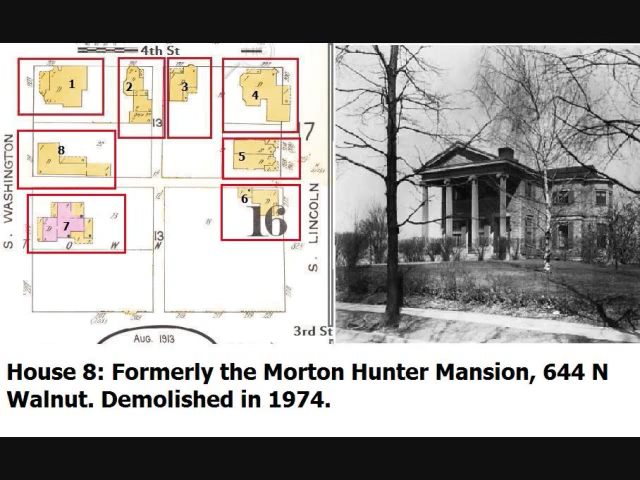 4th St
1
2
3
4
13
17
S. WASHINGTON
8
5
6
16
7
13
T O W N
S. LINCOLN
3rd St
AUG. 1913
House 8: Formerly the Morton Hunter Mansion, 644 N
Walnut. Demolished in 1974.